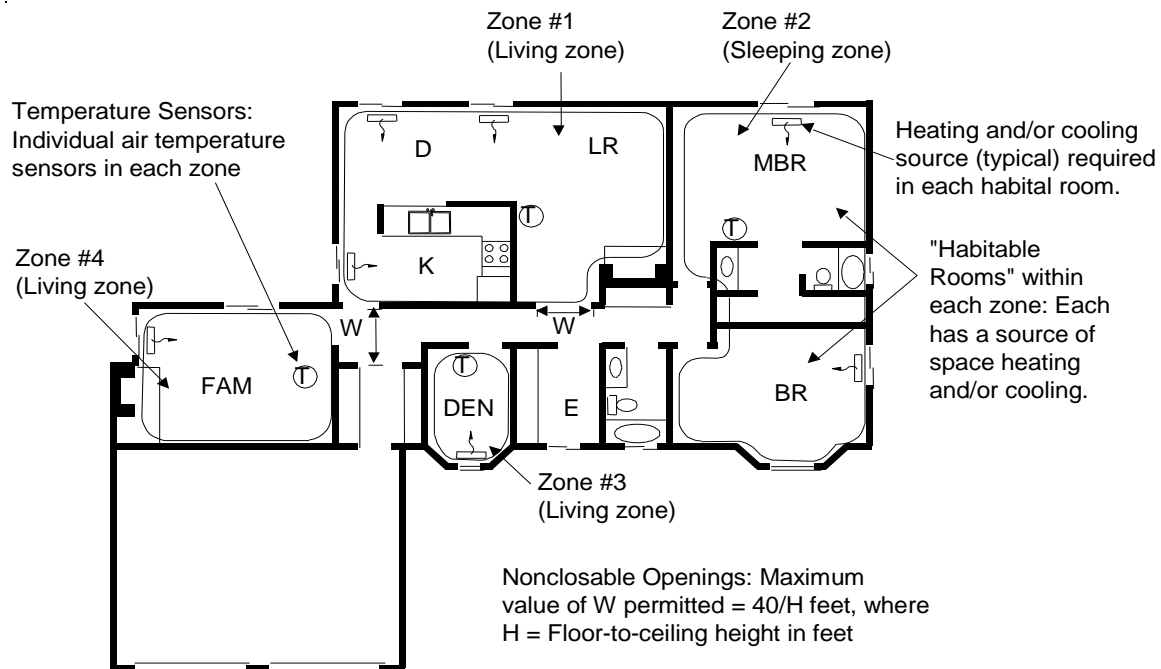 Zone #1
(Living zone)
Zone #2
(Sleeping zone)
Temperature Sensors:
Individual air temperature
sensors in each zone
D
LR
MBR
Heating and/or cooling
source (typical) required
in each habital room.
T
T
K
Zone #4
(Living zone)
"Habitable
Rooms" within
each zone: Each
has a source of
space heating
and/or cooling.
W
W
T
T
FAM
DEN
E
BR
Zone #3
(Living zone)
Nonclosable Openings: Maximum
value of W permitted = 40/H feet, where
H = Floor-to-ceiling height in feet